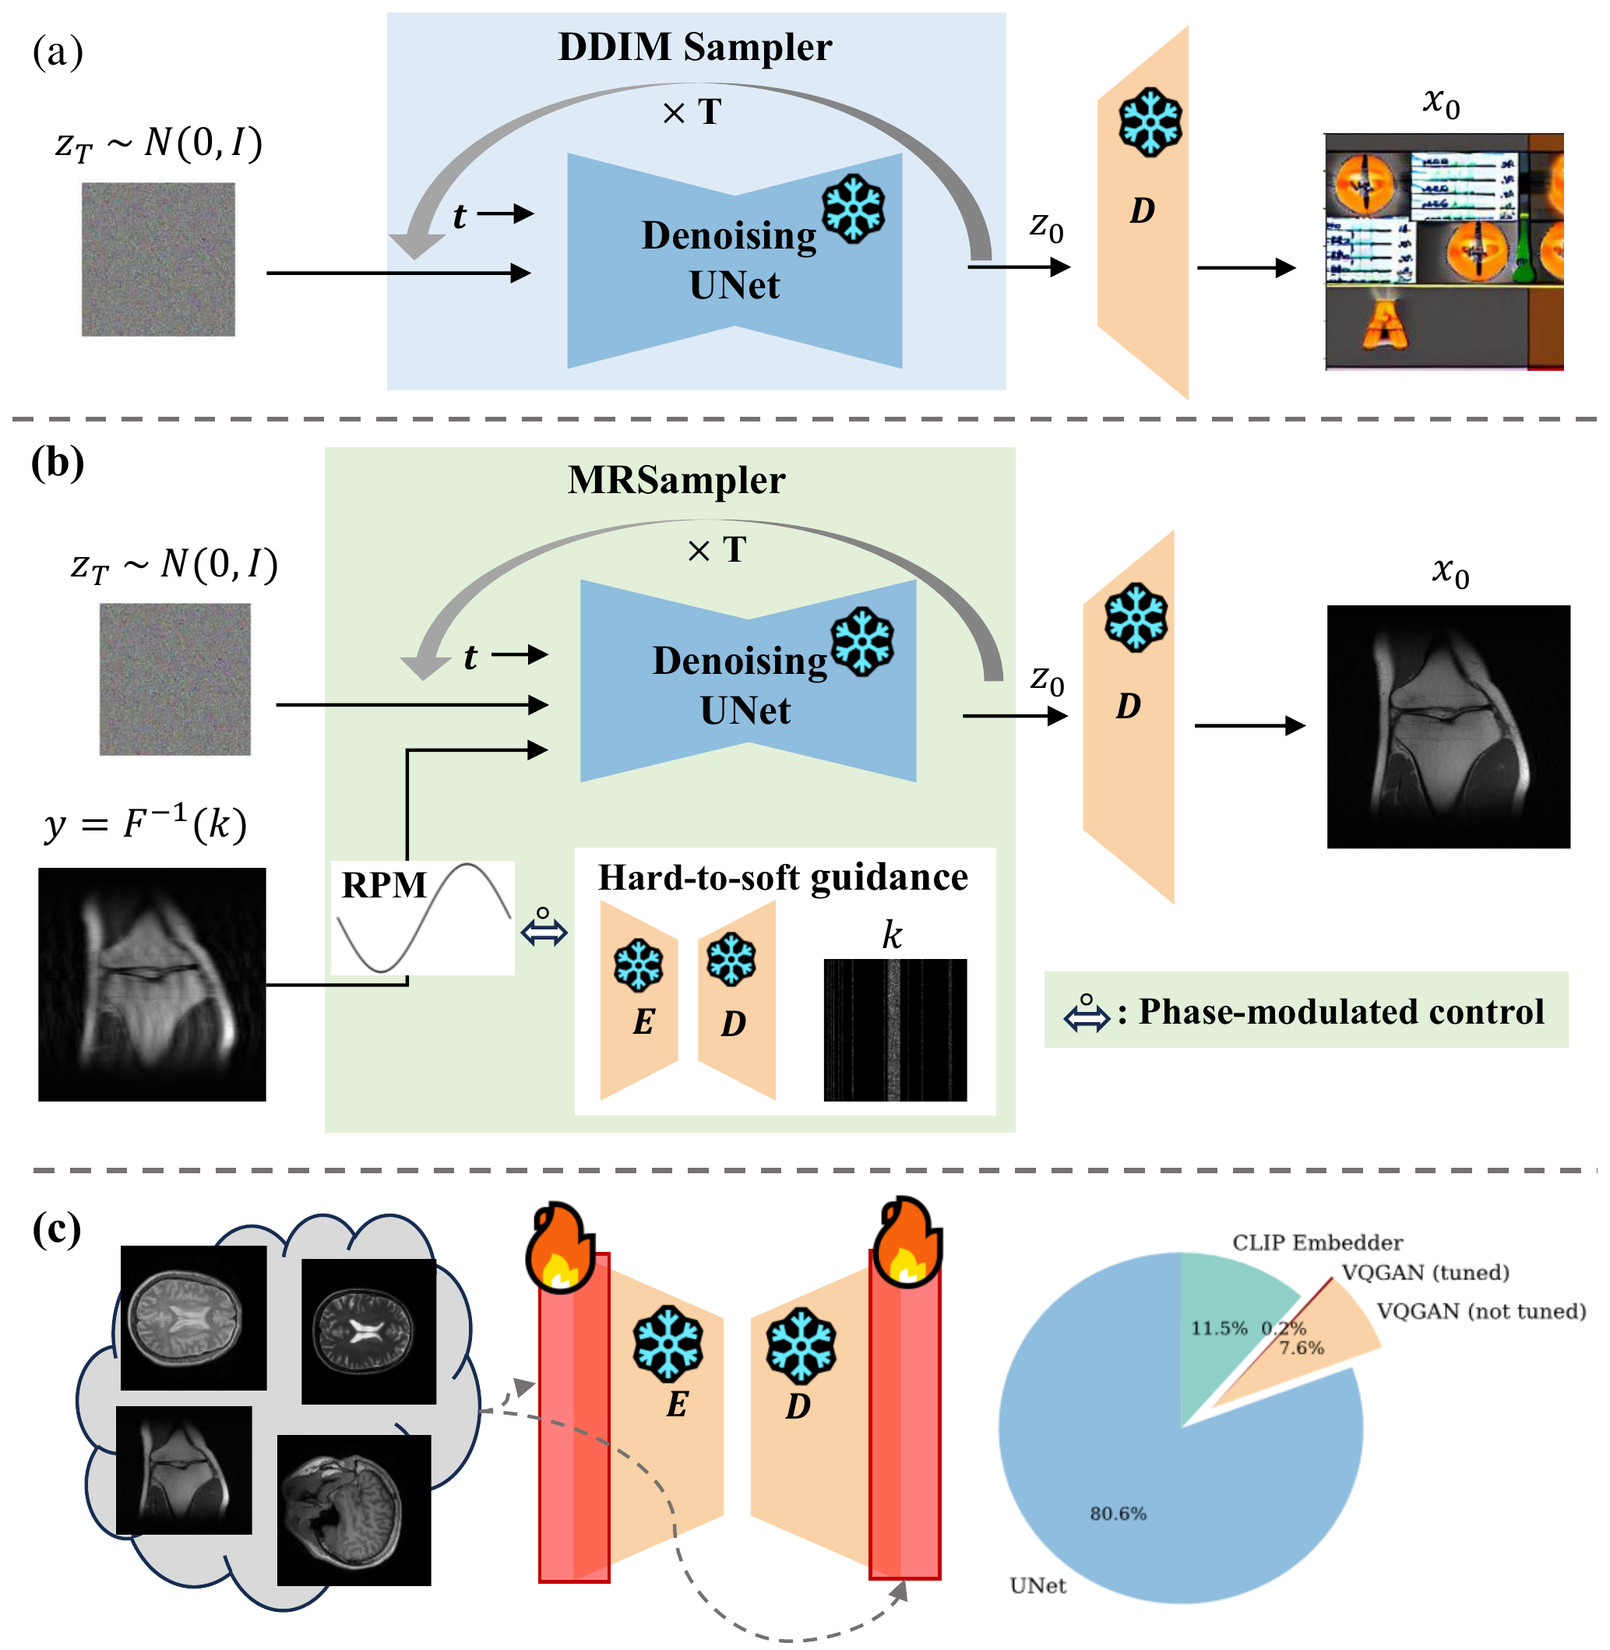 (a)
DDIM Sampler
× T
z_T ~ N(0, I)
t
Denoising
UNet
z_0
D
x_0
(b)
MRSampler
× T
z_T ~ N(0, I)
t
Denoising
UNet
z_0
D
x_0
y = F^{-1}(k)
RPM
Hard-to-soft guidance
k
E
D
: Phase-modulated control
(c)
E
D
CLIP Embedder
VQGAN (tuned)
VQGAN (not tuned)
11.5%
0.2%
7.6%
80.6%
UNet